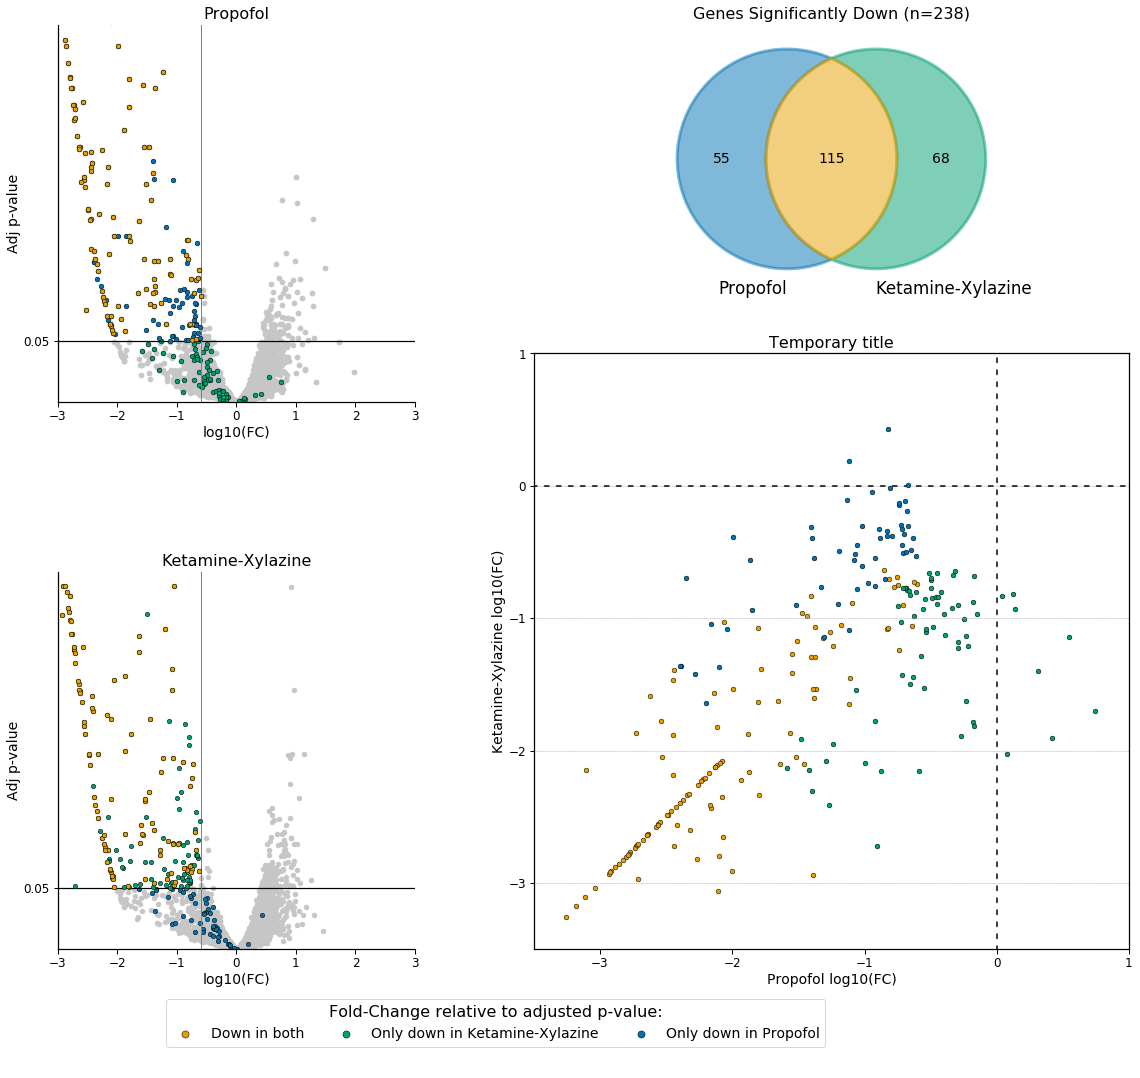 Propofol
Adj p-value
0.05
−3 −2 −1 0 1 2 3
log10(FC)
Genes Significantly Down (n=238)
55 115 68
Propofol Ketamine-Xylazine
Ketamine-Xylazine
Adj p-value
0.05
−3 −2 −1 0 1 2 3
log10(FC)
Temporary title
Ketamine-Xylazine log10(FC)
1
0
−1
−2
−3
−3 −2 −1 0 1
Propofol log10(FC)
Fold-Change relative to adjusted p-value:
Down in both Only down in Ketamine-Xylazine Only down in Propofol